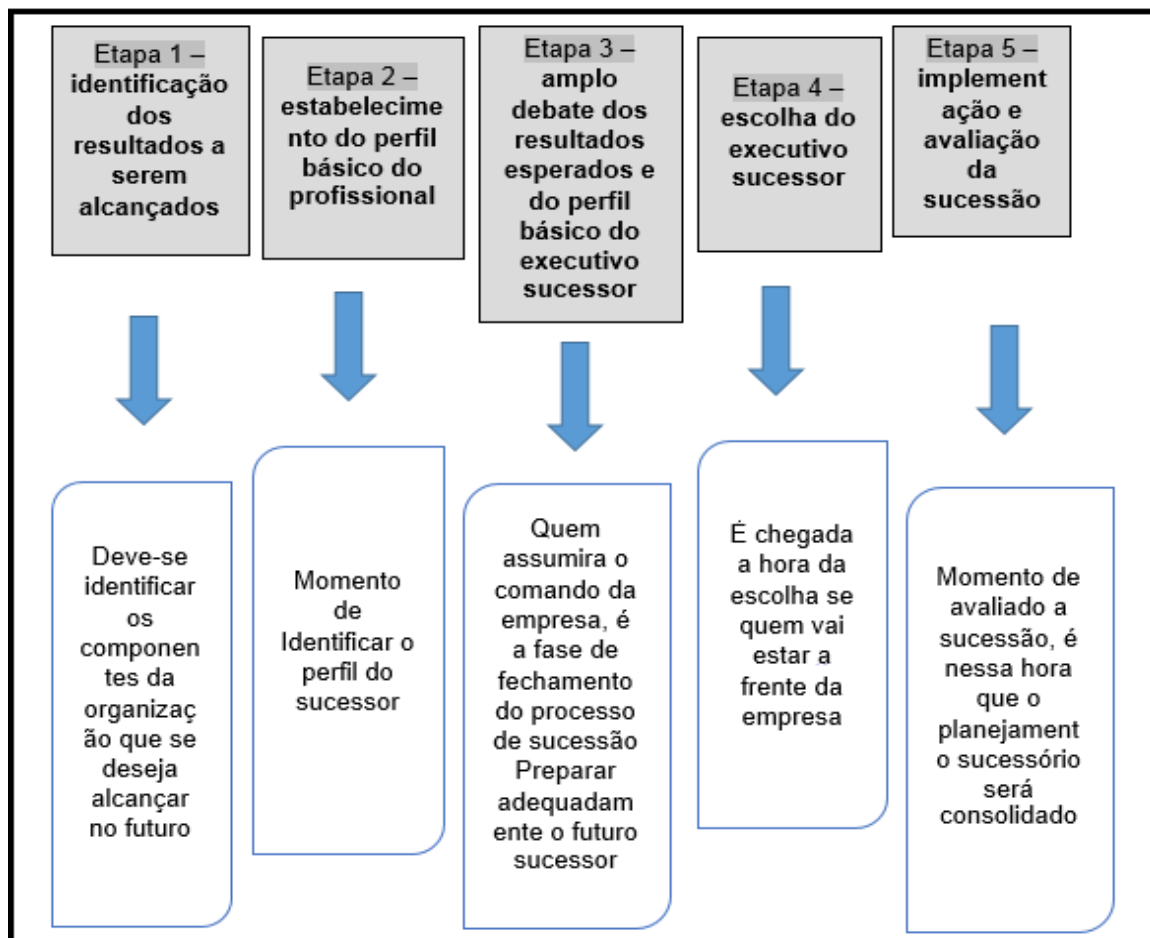 Etapa 1 –
identificação
dos
resultados a
serem
alcançados
Etapa 2 –
estabelecime
nto do perfil
básico do
profissional
Etapa 3 –
amplo
debate dos
resultados
esperados e
do perfil
básico do
executivo
sucessor
Etapa 4 –
escolha do
executivo
sucessor
Etapa 5 –
implement
ação e
avaliação
da
sucessão
Deve-se
identificar
os
componen
tes da
organizaç
ão que se
deseja
alcançar
no futuro
Momento
de
Identificar o
perfil do
sucessor
Quem
assumira o
comando da
empresa, é
a fase de
fechamento
do processo
de sucessão
Preparar
adequadam
ente o futuro
sucessor
É chegada
a hora da
escolha se
quem vai
estar a
frente da
empresa
Momento de
avaliado a
sucessão, é
nessa hora
que o
planejament
o sucessório
será
consolidado